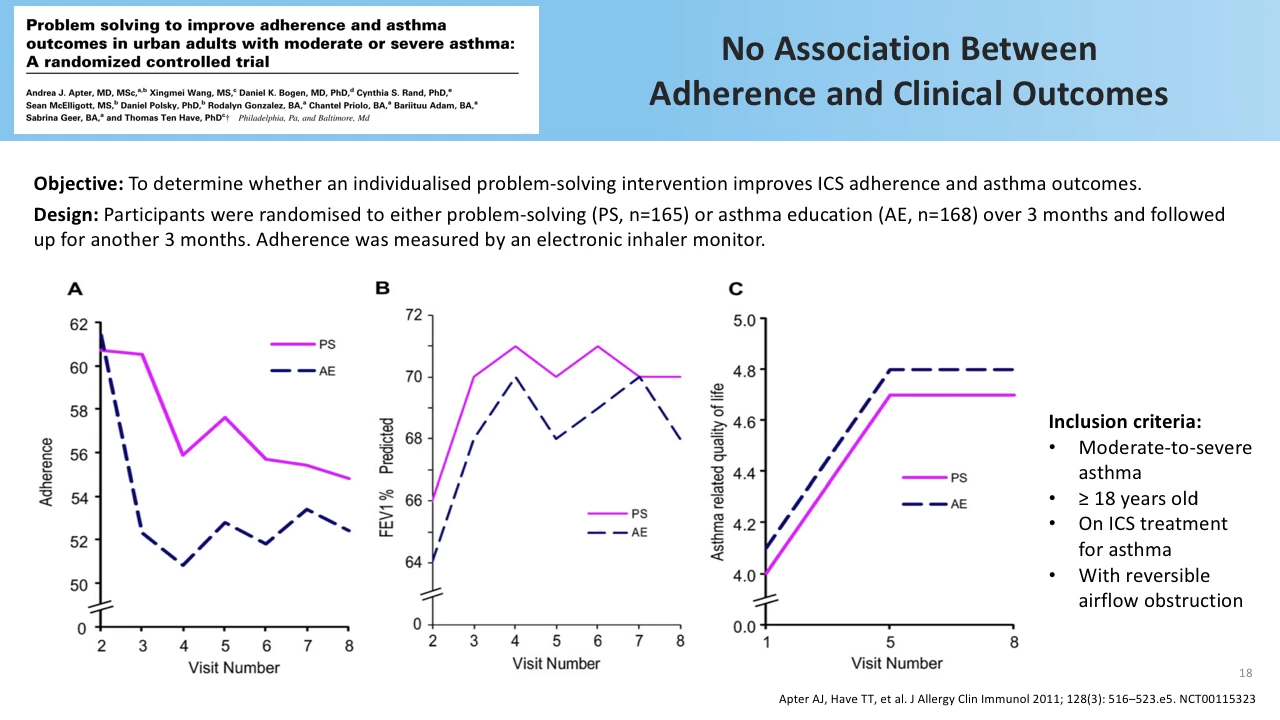 Problem solving to improve adherence and asthma
outcomes in urban adults with moderate or severe asthma:
A randomized controlled trial
Andrea J. Apter, MD, MSc,a,b Xingmei Wang, MS,c Daniel K. Bogen, MD, PhD,d Cynthia S. Rand, PhD,e
Sean McElligott, MS,b Daniel Polsky, PhD,b Rodalyn Gonzalez, BA,a Chantel Priolo, BA,a Bariituu Adam, BA,a
Sabrina Geer, BA,a and Thomas Ten Have, PhDc† Philadelphia, Pa, and Baltimore, Md
No Association Between
Adherence and Clinical Outcomes
Objective: To determine whether an individualised problem-solving intervention improves ICS adherence and asthma outcomes.
Design: Participants were randomised to either problem-solving (PS, n=165) or asthma education (AE, n=168) over 3 months and followed
up for another 3 months. Adherence was measured by an electronic inhaler monitor.
A
62
60
58
56
54
52
50
0
Adherence
PS
AE
2 3 4 5 6 7 8
Visit Number
B
72
70
68
66
64
0
FEV1 % Predicted
PS
AE
2 3 4 5 6 7 8
Visit Number
C
5.0
4.8
4.6
4.4
4.2
4.0
0.0
Asthma related quality of life
PS
AE
1 5 8
Visit Number
Inclusion criteria:
• Moderate-to-severe
asthma
• ≥ 18 years old
• On ICS treatment
for asthma
• With reversible
airflow obstruction
18
Apter AJ, Have TT, et al. J Allergy Clin Immunol 2011; 128(3): 516–523.e5. NCT00115323